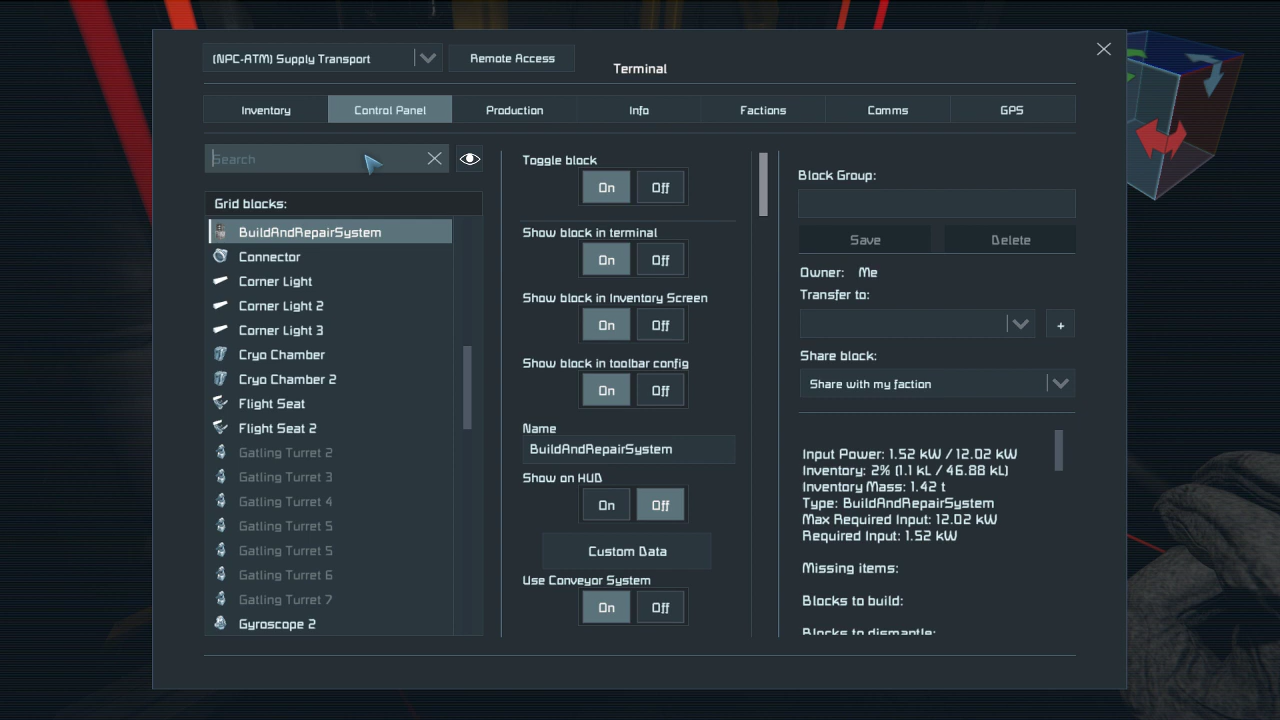 (NPC-ATM) Supply Transport
Remote Access
Terminal
Inventory
Control Panel
Production
Info
Factions
Comms
GPS
Search
Grid blocks:
BuildAndRepairSystem
Connector
Corner Light
Corner Light 2
Corner Light 3
Cryo Chamber
Cryo Chamber 2
Flight Seat
Flight Seat 2
Gatling Turret 2
Gatling Turret 3
Gatling Turret 4
Gatling Turret 5
Gatling Turret 5
Gatling Turret 6
Gatling Turret 7
Gyroscope 2
Toggle block
On Off
Show block in terminal
On Off
Show block in Inventory Screen
On Off
Show block in toolbar config
On Off
Name
BuildAndRepairSystem
Show on HUD
On Off
Custom Data
Use Conveyor System
On Off
Block Group:
Save Delete
Owner: Me
Transfer to:
+
Share block:
Share with my faction
Input Power: 1.52 kW / 12.02 kW
Inventory: 2% (1.1 kL / 46.88 kL)
Inventory Mass: 1.42 t
Type: BuildAndRepairSystem
Max Required Input: 12.02 kW
Required Input: 1.52 kW
Missing items:
Blocks to build:
Blocks to dismantle: